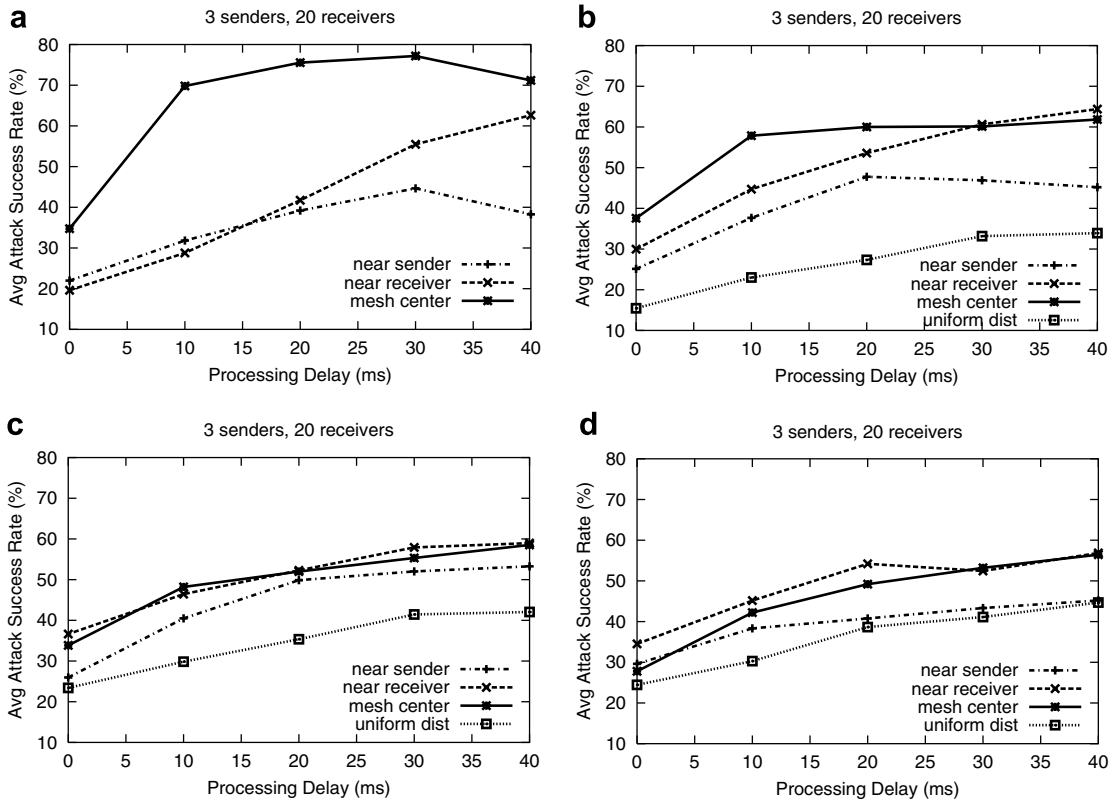 a
3 senders, 20 receivers
Avg Attack Success Rate (%)
80
70
60
50
40
30
20
10
near sender
near receiver
mesh center
0 5 10 15 20 25 30 35 40
Processing Delay (ms)
b
3 senders, 20 receivers
Avg Attack Success Rate (%)
80
70
60
50
40
30
20
10
near sender
near receiver
mesh center
uniform dist
0 5 10 15 20 25 30 35 40
Processing Delay (ms)
c
3 senders, 20 receivers
Avg Attack Success Rate (%)
80
70
60
50
40
30
20
10
near sender
near receiver
mesh center
uniform dist
0 5 10 15 20 25 30 35 40
Processing Delay (ms)
d
3 senders, 20 receivers
Avg Attack Success Rate (%)
80
70
60
50
40
30
20
10
near sender
near receiver
mesh center
uniform dist
0 5 10 15 20 25 30 35 40
Processing Delay (ms)